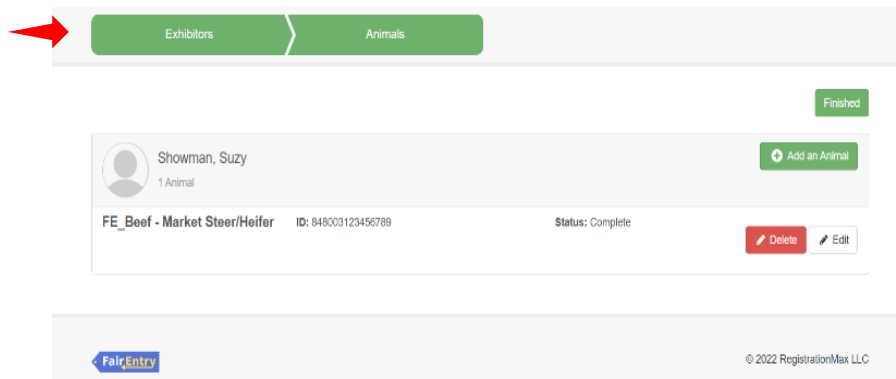 Exhibitors Animals
Finished
Showman, Suzy
1 Animal
Add an Animal
FE_Beef - Market Steer/Heifer ID: 848003123456789 Status: Complete
Delete Edit
FairEntry
© 2022 RegistrationMax LLC